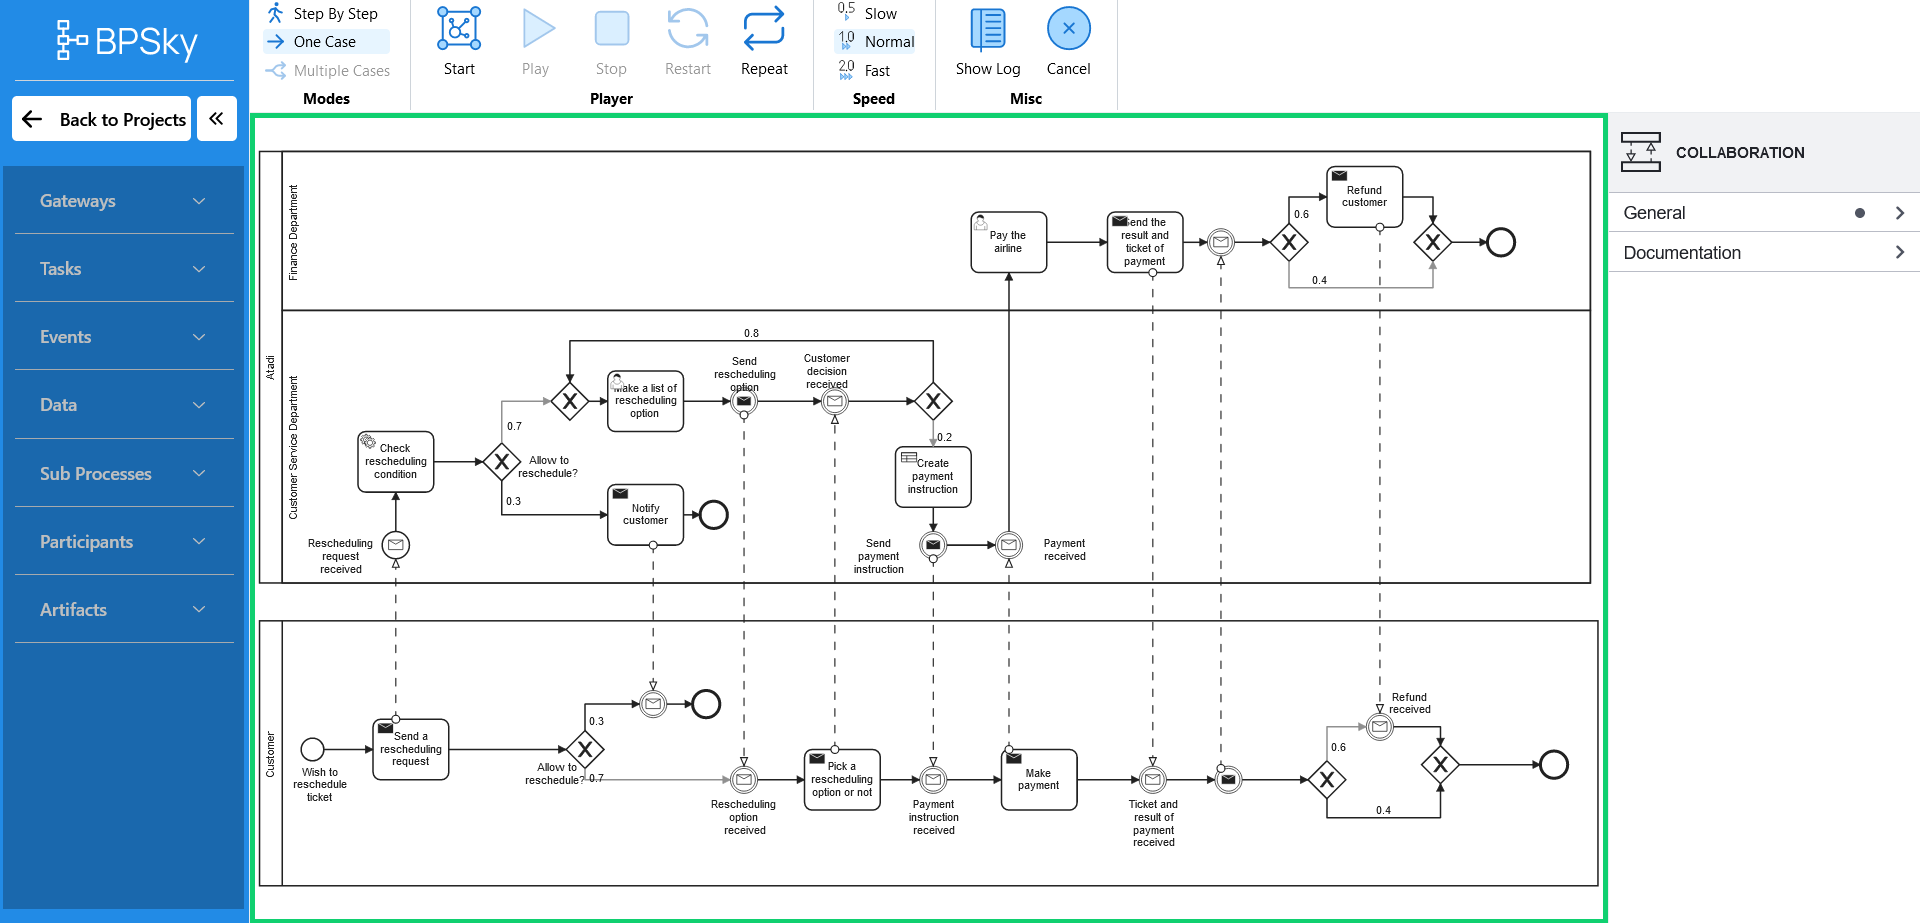 BPSky
Back to Projects
Gateways
Tasks
Events
Data
Sub Processes
Participants
Artifacts
Step By Step
One Case
Multiple Cases
Modes
Start
Play
Stop
Restart
Repeat
Player
0.5 Slow
1.0 Normal
2.0 Fast
Speed
Show Log
Cancel
Misc
COLLABORATION
General
Documentation
Atadi
Finance Department
Pay the
airline
Send the
result and
ticket of
payment
0.6
Refund
customer
0.4
Customer Service Department
0.8
Rescheduling
request
received
Check
rescheduling
condition
Allow to
reschedule?
0.7
0.3
Make a list of
rescheduling
option
Notify
customer
Send
rescheduling
option
Customer
decision
received
0.2
Create
payment
instruction
Send
payment
instruction
Payment
received
Customer
Wish to
reschedule
ticket
Send a
rescheduling
request
Allow to
reschedule?
0.3
0.7
Rescheduling
option
received
Pick a
rescheduling
option or not
Payment
instruction
received
Make
payment
Ticket and
result of
payment
received
0.6
Refund
received
0.4